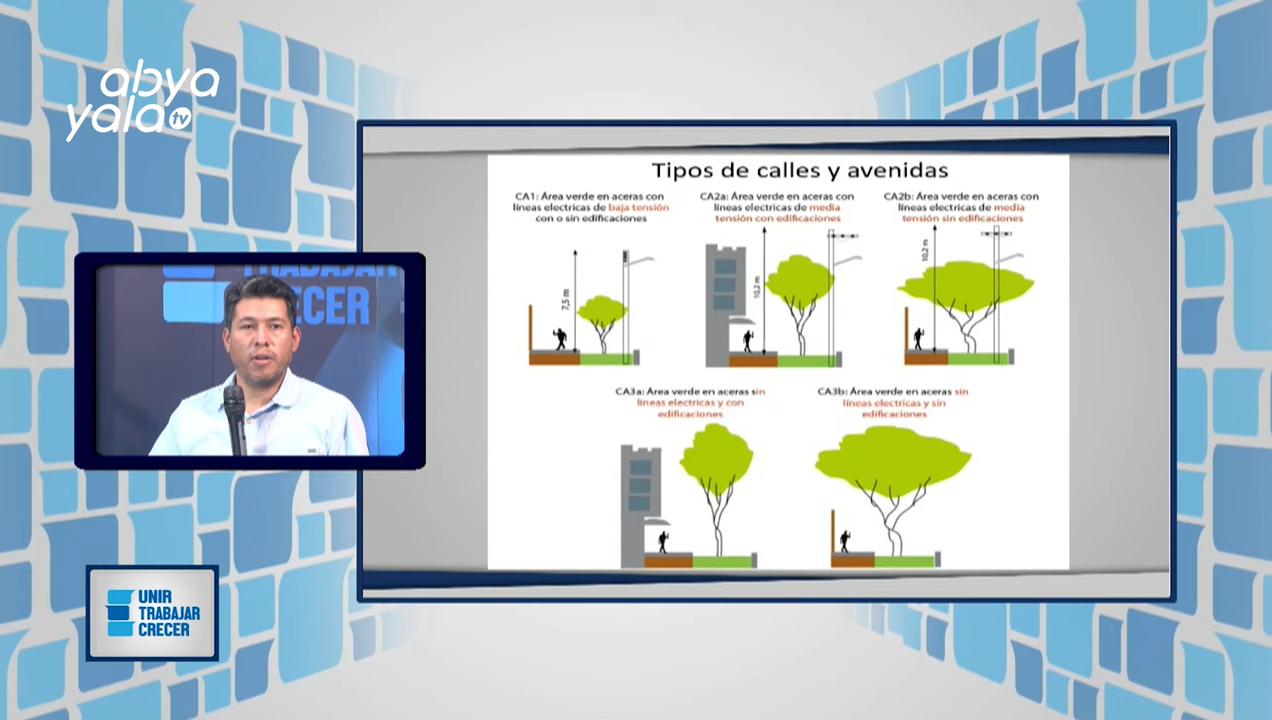 abya
yala tv
Tipos de calles y avenidas
CA1: Área verde en aceras con
líneas electricas de baja tensión
con o sin edificaciones
CA2a: Área verde en aceras con
líneas electricas de media
tensión con edificaciones
CA2b: Área verde en aceras con
líneas electricas de media
tensión sin edificaciones
7,5 m
10,2 m
10,2 m
TRABAJAR
CRECER
CA3a: Área verde en aceras sin
líneas electricas y con
edificaciones
CA3b: Área verde en aceras sin
líneas electricas y sin
edificaciones
UNIR
TRABAJAR
CRECER